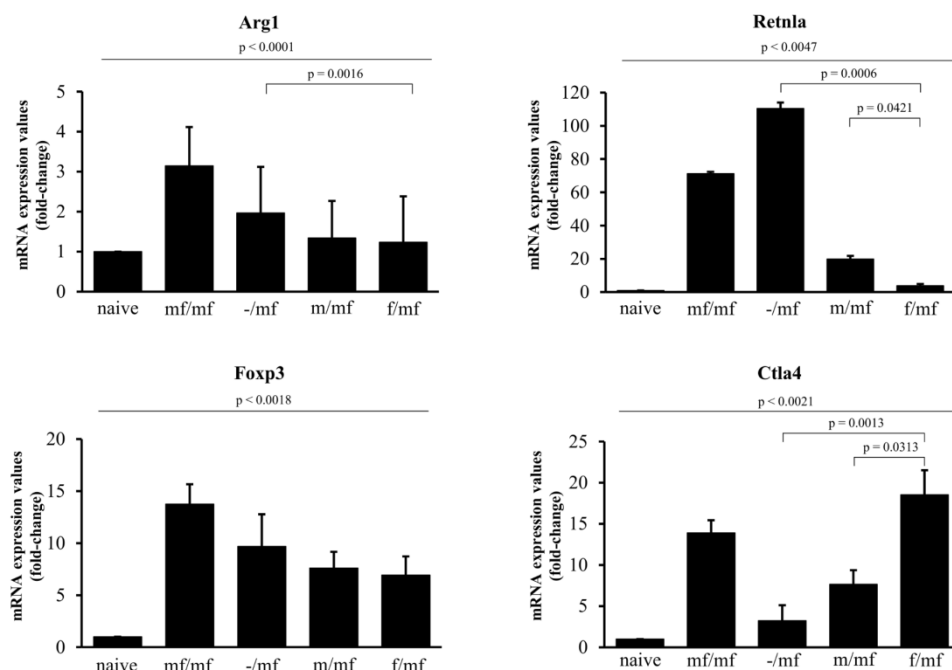 Arg1
p < 0.0001
p = 0.0016
mRNA expression values
(fold-change)
5
4
3
2
1
0
naive mf/mf -/mf m/mf f/mf
Retnla
p < 0.0047
p = 0.0006
p = 0.0421
mRNA expression values
(fold-change)
120
100
80
60
40
20
0
naive mf/mf -/mf m/mf f/mf
Foxp3
p < 0.0018
mRNA expression values
(fold-change)
20
15
10
5
0
naive mf/mf -/mf m/mf f/mf
Ctla4
p < 0.0021
p = 0.0013
p = 0.0313
mRNA expression values
(fold-change)
25
20
15
10
5
0
naive mf/mf -/mf m/mf f/mf